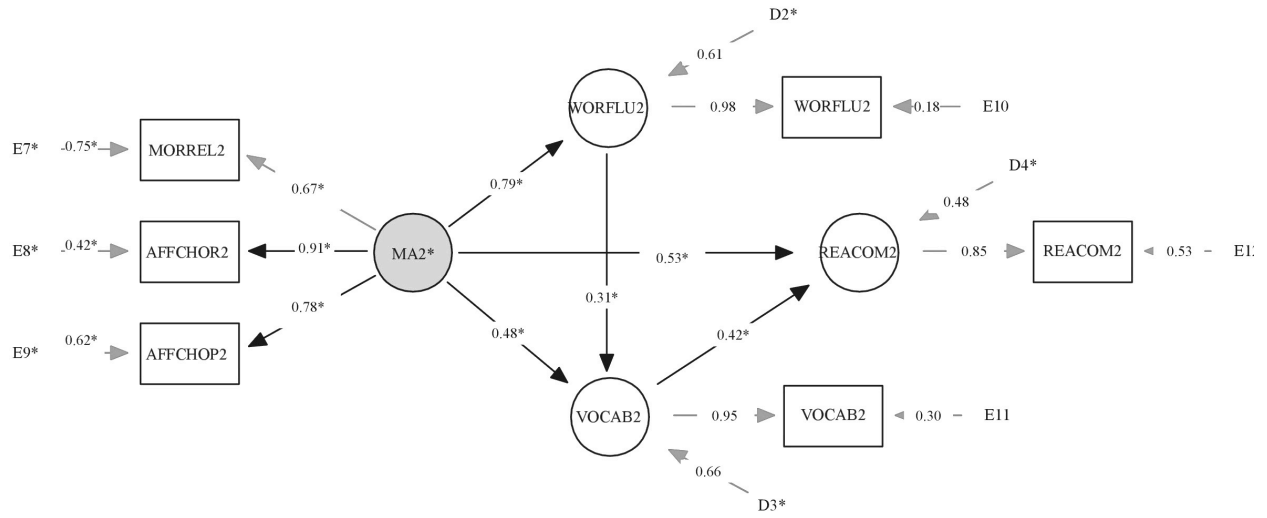 D2*
0.61
WORFLU2
0.98
WORFLU2
0.18
E10
E7*
0.75*
MORREL2
0.67*
0.79*
D4*
0.48
E8*
0.42*
AFFCHOR2
0.91*
MA2*
0.53*
REACOM2
0.85
REACOM2
0.53
0.31*
E9*
0.62*
AFFCHOP2
0.78*
0.48*
0.42*
VOCAB2
0.95
VOCAB2
0.30
E11
0.66
D3*